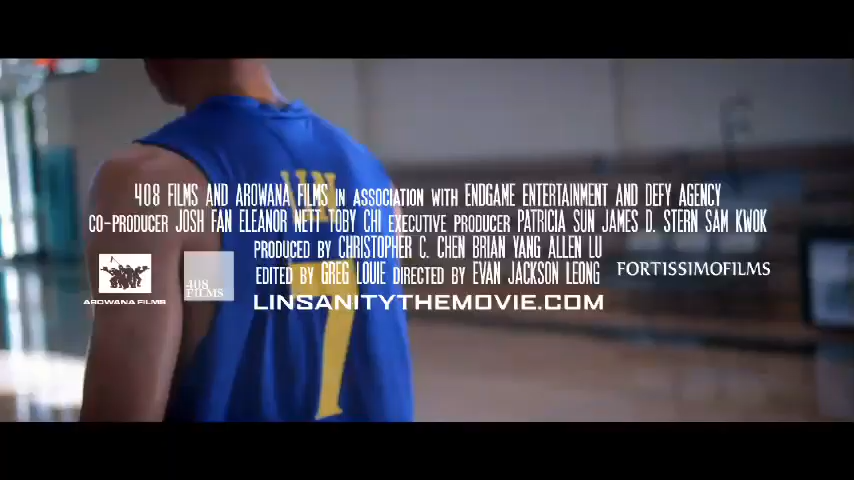 408 FILMS AND AROWANA FILMS IN ASSOCIATION WITH ENDGAME ENTERTAINMENT AND DEFY AGENCY
CO-PRODUCER JOSH FAN ELEANOR NETT TOBY CHI EXECUTIVE PRODUCER PATRICIA SUN JAMES D. STERN SAM KWOK
PRODUCED BY CHRISTOPHER C. CHEN BRIAN YANG ALLEN LU
EDITED BY GREG LOUIE DIRECTED BY EVAN JACKSON LEONG
FORTISSIMOFILMS
AROWANA FILMS
408
FILMS
LINSANITYTHEMOVIE.COM
LIN
7